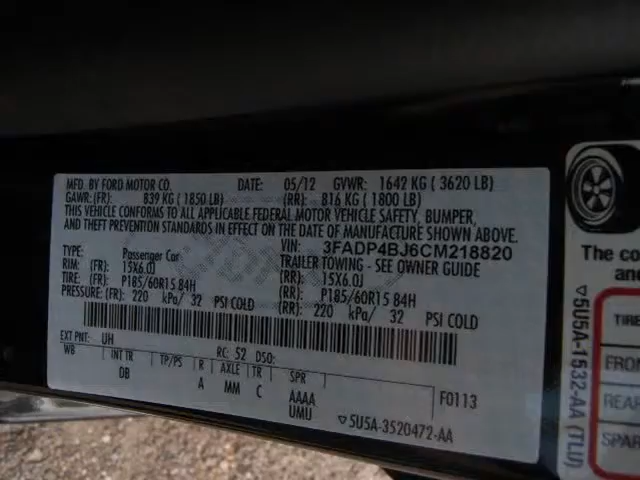 MFD. BY FORD MOTOR CO. DATE: 05/12 GVWR: 1642 KG ( 3620 LB)
GAWR: (FR): 839 KG ( 1850 LB) (RR): 816 KG ( 1800 LB)
THIS VEHICLE CONFORMS TO ALL APPLICABLE FEDERAL MOTOR VEHICLE SAFETY, BUMPER,
AND THEFT PREVENTION STANDARDS IN EFFECT ON THE DATE OF MANUFACTURE SHOWN ABOVE.
VIN: 3FADP4BJ6CM218820
TYPE: Passenger Car TRAILER TOWING - SEE OWNER GUIDE
RIM: (FR): 15X6.0J (RR): 15X6.0J
TIRE: (FR): P185/60R15 84H (RR): P185/60R15 84H
PRESSURE: (FR): 220 kPa/ 32 PSI COLD (RR): 220 kPa/ 32 PSI COLD
EXT PNT: UH RC: 52 DSO:
WB INT TR TP/PS R AXLE TR SPR
DB A MM C AAAA
UMU
F0113
▽5U5A-3520472-AA
The co
an
▽5U5A-1532-AA (TLU)
TIRE
FRON
REAR
SPAR